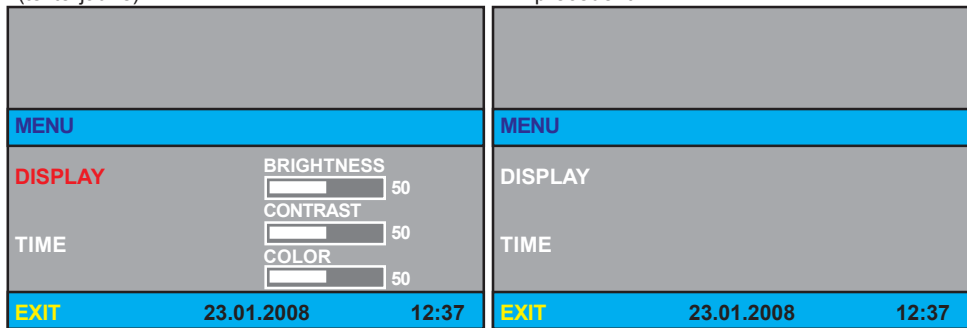 MENU
DISPLAY
BRIGHTNESS
50
CONTRAST
50
TIME
COLOR
50
EXIT 23.01.2008 12:37
MENU
DISPLAY
TIME
EXIT 23.01.2008 12:37